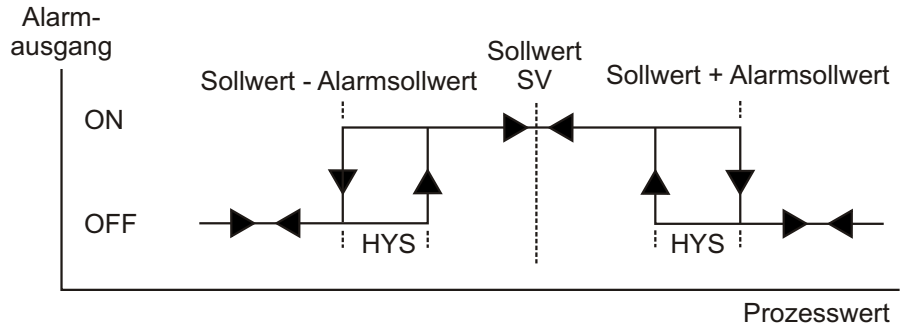 Alarm-
ausgang
Sollwert
SV
Sollwert - Alarmsollwert
Sollwert + Alarmsollwert
ON
OFF
HYS
HYS
Prozesswert